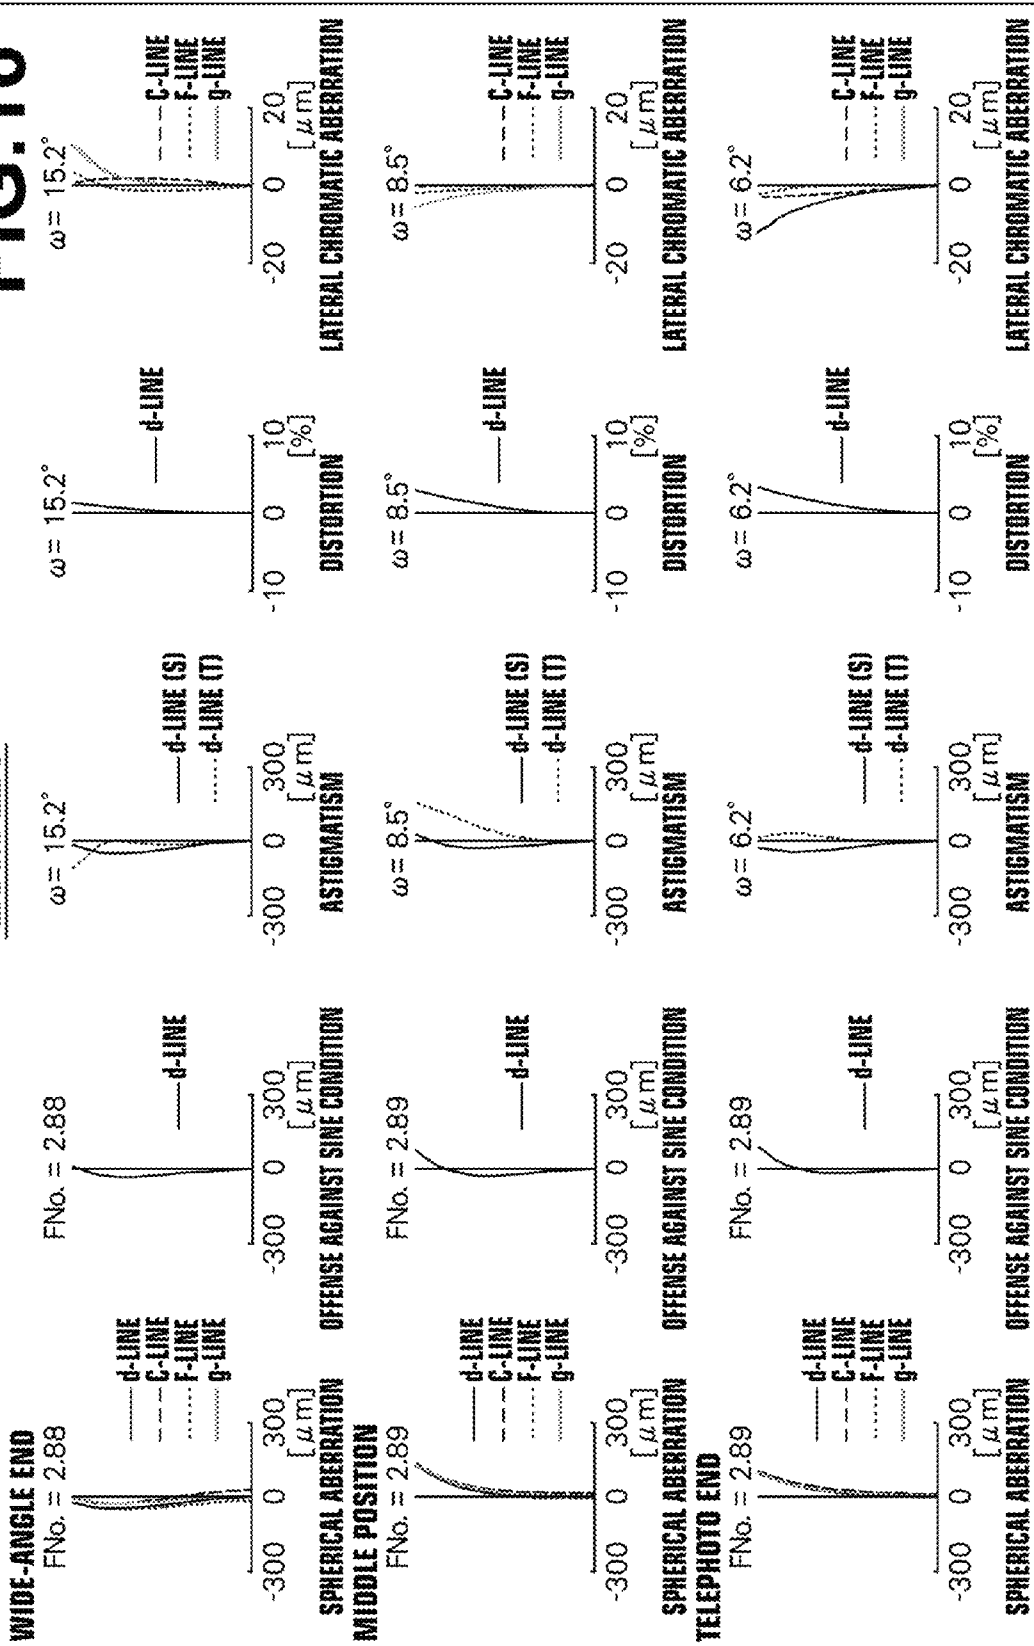 WIDE-ANGLE END
FNo. = 2.88
d-LINE
C-LINE
F-LINE
g-LINE
-300 0 300
[μm]
SPHERICAL ABERRATION
FNo. = 2.88
d-LINE
-300 0 300
[μm]
OFFENSE AGAINST SINE CONDITION
ω= 15.2°
d-LINE (S)
d-LINE (T)
-300 0 300
[μm]
ASTIGMATISM
ω= 15.2°
d-LINE
-10 0 10
[%]
DISTORTION
ω= 15.2°
C-LINE
F-LINE
g-LINE
-20 0 20
[μm]
LATERAL CHROMATIC ABERRATION
MIDDLE POSITION
FNo. = 2.89
d-LINE
C-LINE
F-LINE
g-LINE
-300 0 300
[μm]
SPHERICAL ABERRATION
FNo. = 2.89
d-LINE
-300 0 300
[μm]
OFFENSE AGAINST SINE CONDITION
ω= 8.5°
d-LINE (S)
d-LINE (T)
-300 0 300
[μm]
ASTIGMATISM
ω= 8.5°
d-LINE
-10 0 10
[%]
DISTORTION
ω= 8.5°
C-LINE
F-LINE
g-LINE
-20 0 20
[μm]
LATERAL CHROMATIC ABERRATION
TELEPHOTO END
FNo. = 2.89
d-LINE
C-LINE
F-LINE
g-LINE
-300 0 300
[μm]
SPHERICAL ABERRATION
FNo. = 2.89
d-LINE
-300 0 300
[μm]
OFFENSE AGAINST SINE CONDITION
ω= 6.2°
d-LINE (S)
d-LINE (T)
-300 0 300
[μm]
ASTIGMATISM
ω= 6.2°
d-LINE
-10 0 10
[%]
DISTORTION
ω= 6.2°
C-LINE
F-LINE
g-LINE
-20 0 20
[μm]
LATERAL CHROMATIC ABERRATION